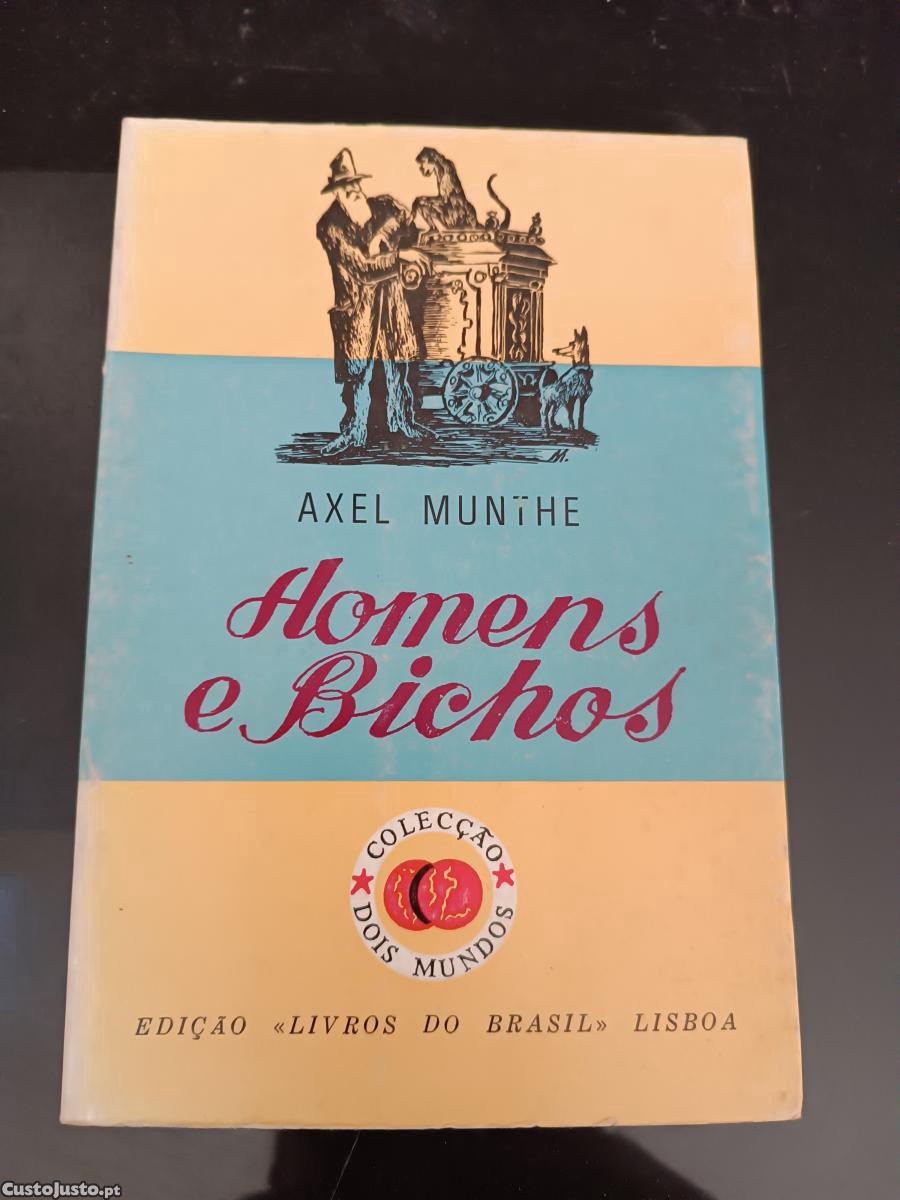 M.
AXEL MUNTHE
Homens
e Bichos
COLECÇÃO
DOIS MUNDOS
EDIÇÃO «LIVROS DO BRASIL» LISBOA
CustoJusto.pt